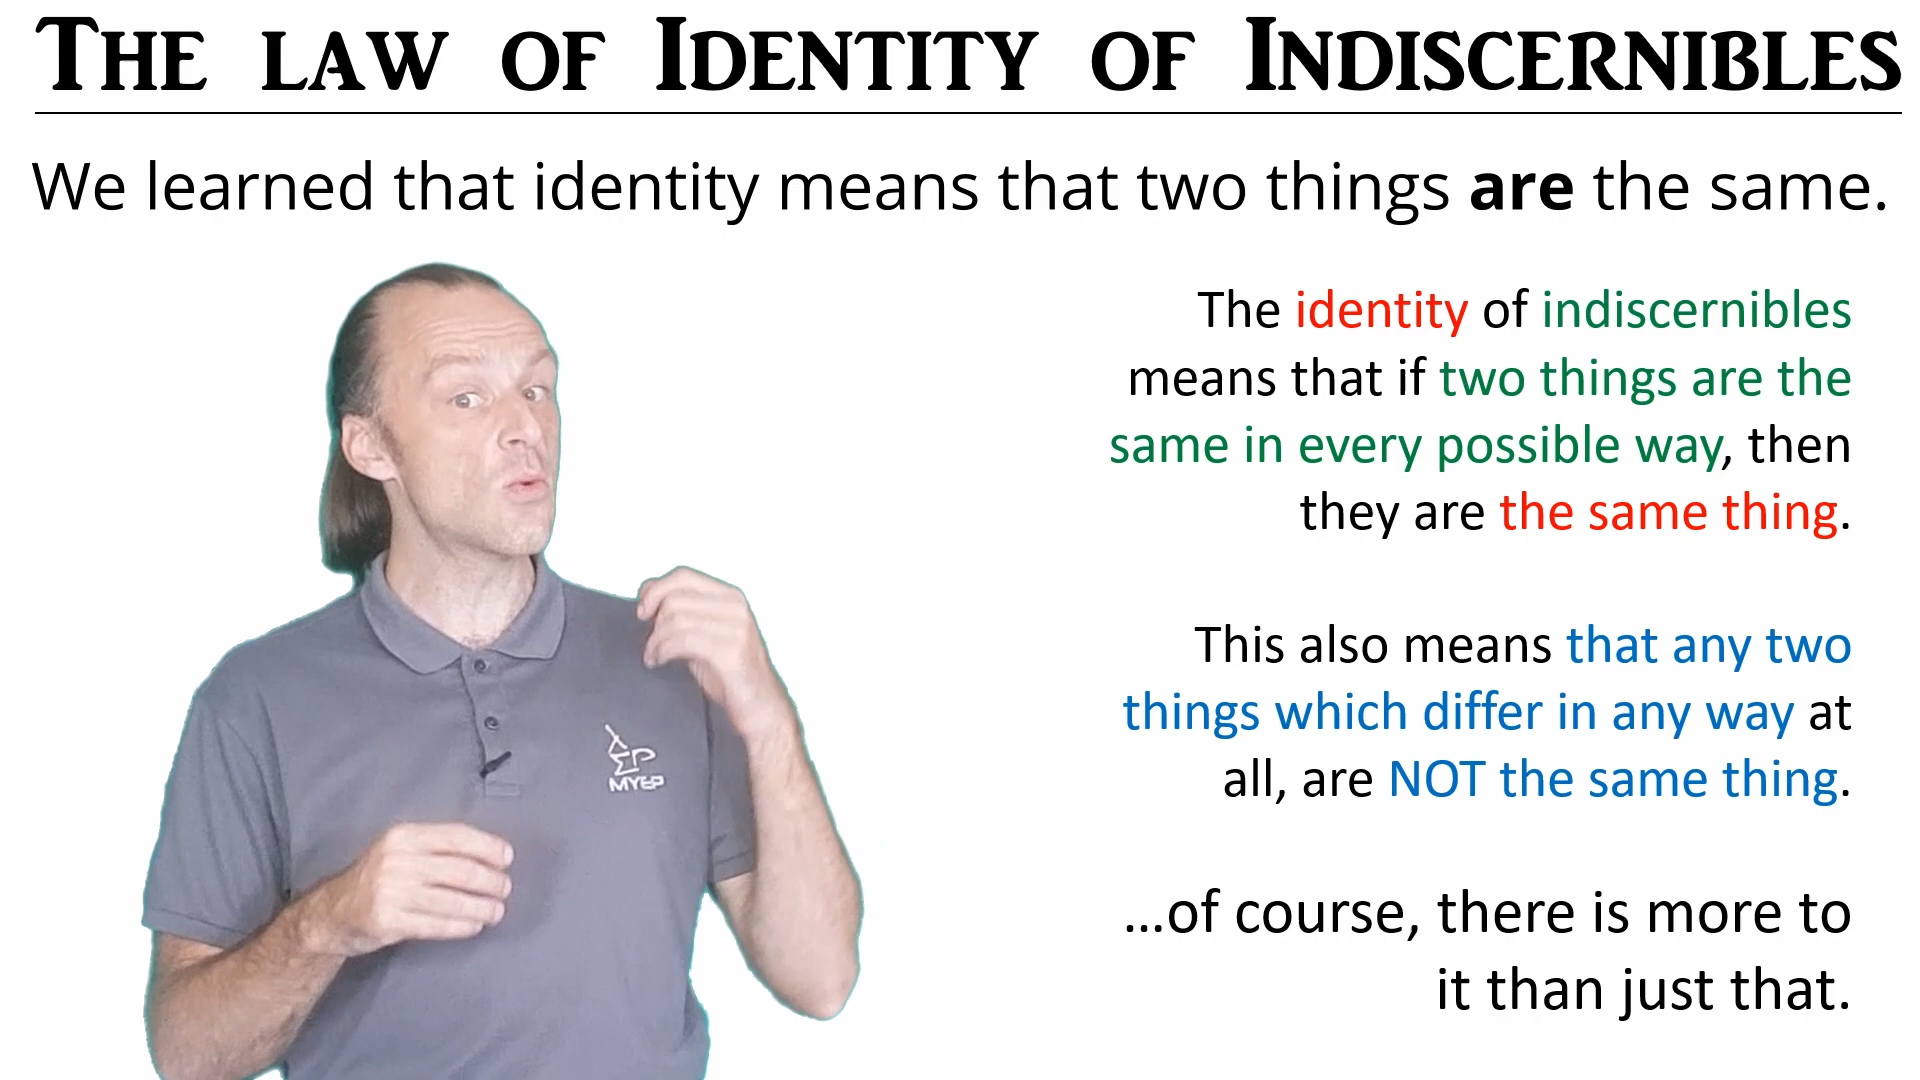 The law of Identity of Indiscernibles
We learned that identity means that two things are the same.
The identity of indiscernibles
means that if two things are the
same in every possible way, then
they are the same thing.
This also means that any two
things which differ in any way at
all, are NOT the same thing.
...of course, there is more to
it than just that.
MYEP